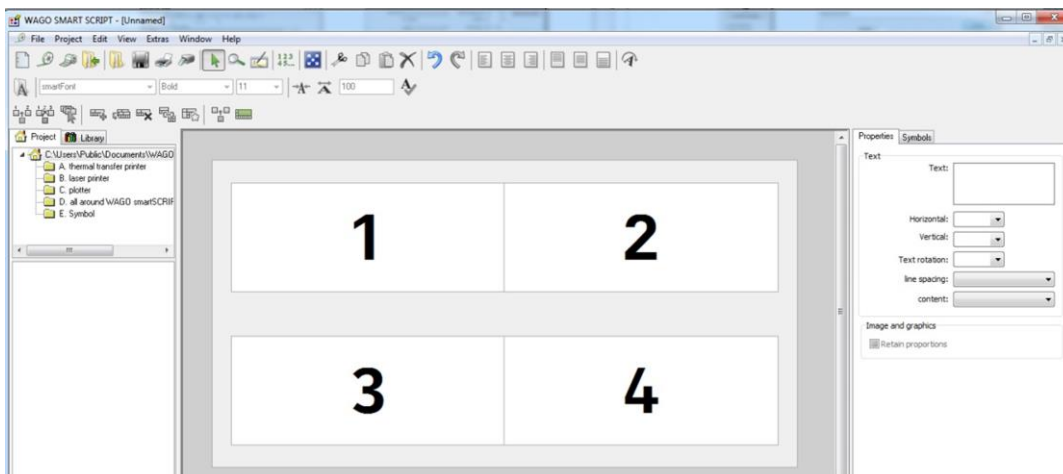 WAGO SMART SCRIPT - [Unnamed]
File Project Edit View Extras Window Help
smartFont Bold 11 100
Project Library
C:\Users\Public\Documents\WAGO
A. thermal transfer printer
B. laser printer
C. plotter
D. all around WAGO smartSCRIP
E. Symbol
1 2
3 4
Properties Symbols
Text
Text:
Horizontal:
Vertical:
Text rotation:
line spacing:
content:
Image and graphics
Retain proportions